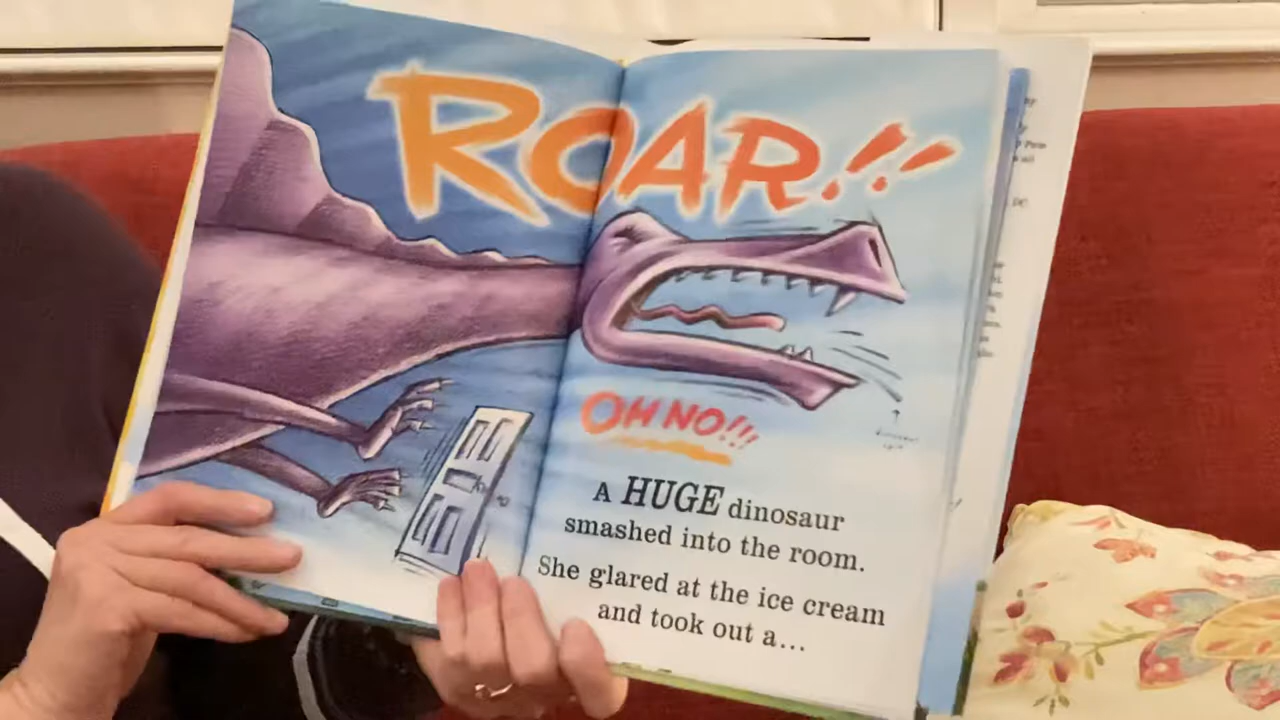 ROAR!!
OH NO!!!
A HUGE dinosaur
smashed into the room.
She glared at the ice cream
and took out a...